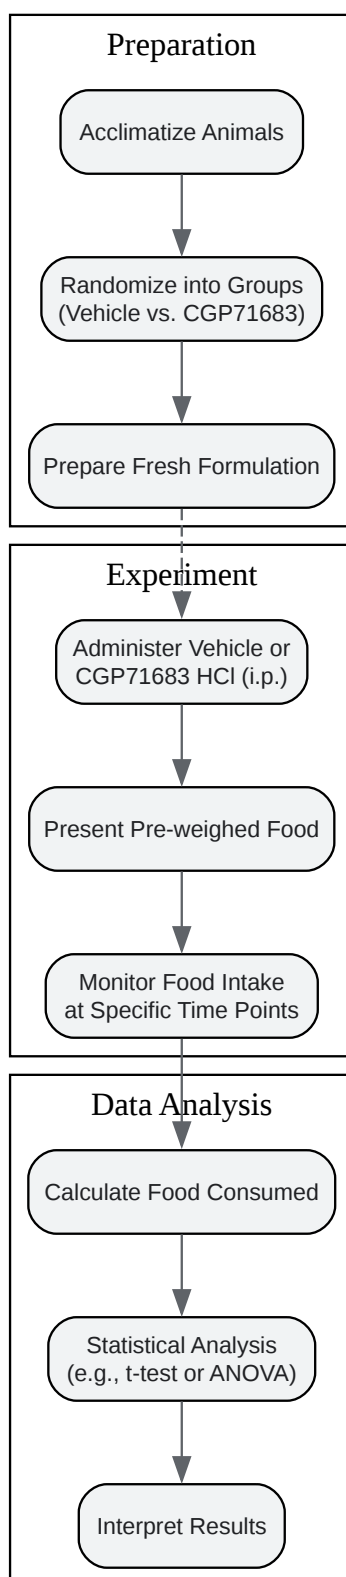 Preparation
Acclimatize Animals
Randomize into Groups
(Vehicle vs. CGP71683)
Prepare Fresh Formulation
Experiment
Administer Vehicle or
CGP71683 HCl (i.p.)
Present Pre-weighed Food
Monitor Food Intake
at Specific Time Points
Data Analysis
Calculate Food Consumed
Statistical Analysis
(e.g., t-test or ANOVA)
Interpret Results